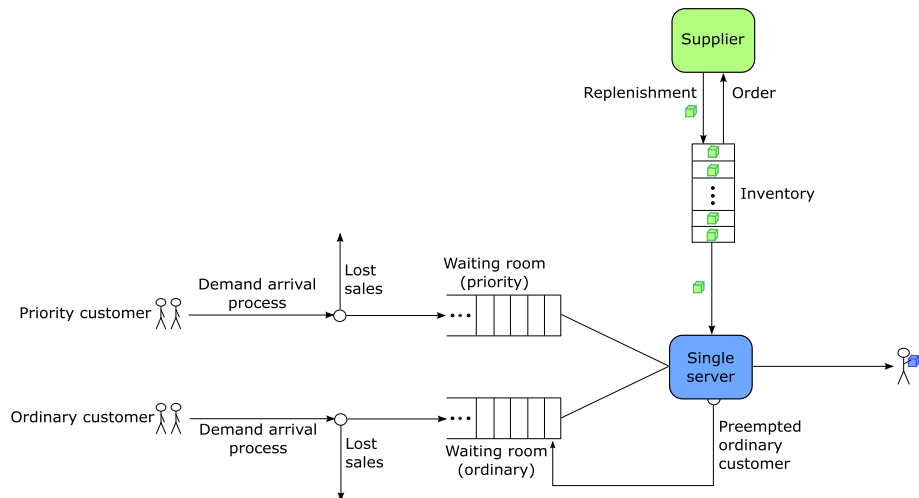 Supplier
Replenishment
Order
Inventory
Waiting room
(priority)
Lost
sales
Demand arrival
process
Priority customer
Single
server
Ordinary customer
Demand arrival
process
Lost
sales
Waiting room
(ordinary)
Preempted
ordinary
customer